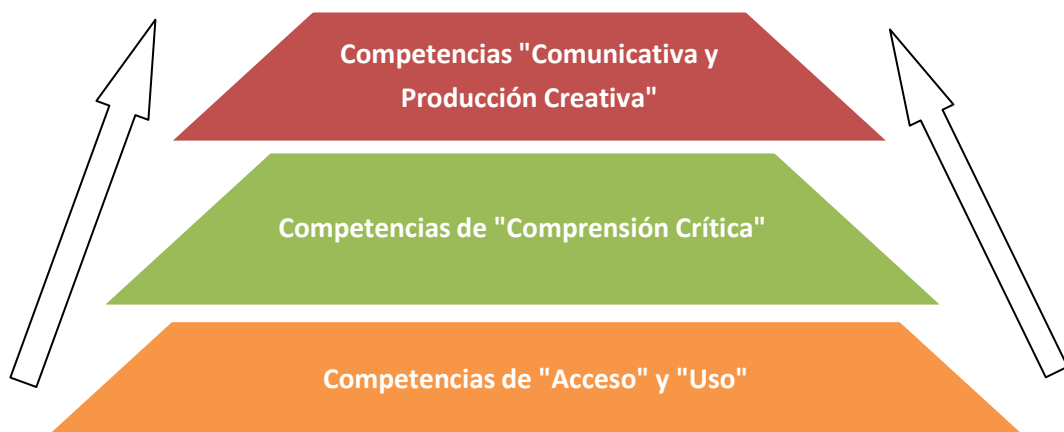 Competencias "Comunicativa y
Producción Creativa"
Competencias de "Comprensión Crítica"
Competencias de "Acceso" y "Uso"